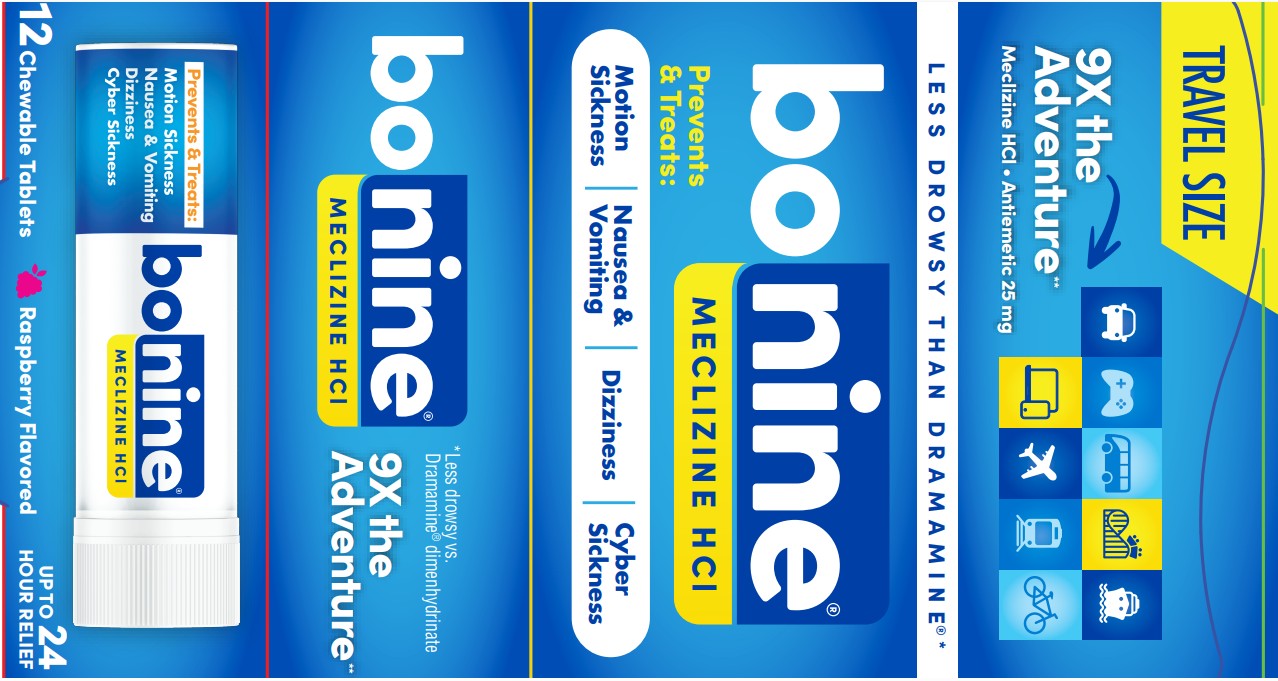 TRAVEL SIZE
9X the
Adventure**
Meclizine HCl • Antiemetic 25 mg
LESS DROWSY THAN DRAMAMINE®*
bonine®
MECLIZINE HCl
Prevents
& Treats:
Motion
Sickness
Nausea &
Vomiting
Dizziness
Cyber
Sickness
bonine®
MECLIZINE HCl
*Less drowsy vs.
Dramamine® dimenhydrinate
9X the
Adventure**
Prevents & Treats:
Motion Sickness
Nausea & Vomiting
Dizziness
Cyber Sickness
bonine®
MECLIZINE HCl
12 Chewable Tablets
Raspberry Flavored
UP TO 24
HOUR RELIEF